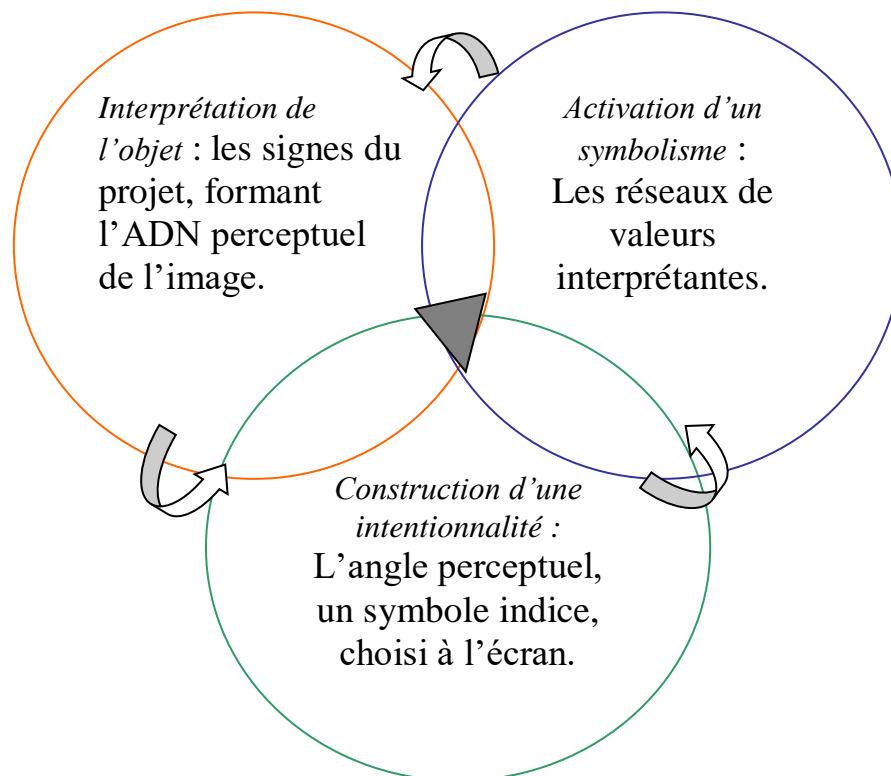 Interprétation de
l’objet : les signes du
projet, formant
l’ADN perceptuel
de l’image.
Activation d’un
symbolisme :
Les réseaux de
valeurs
interprétantes.
Construction d’une
intentionnalité :
L’angle perceptuel,
un symbole indice,
choisi à l’écran.